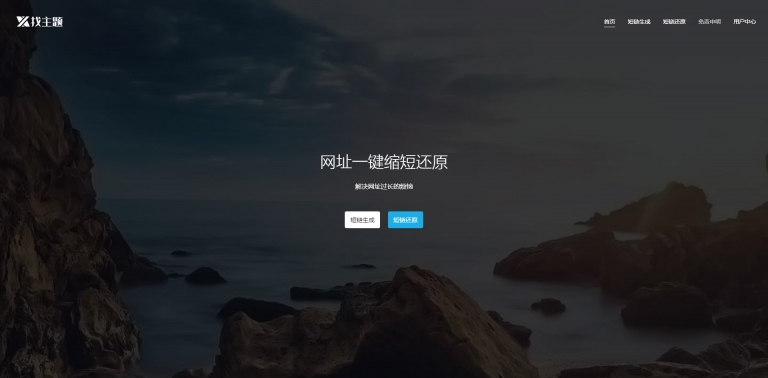 找主题
首页 短链生成 短链还原 免责申明 用户中心
网址一键缩短还原
解决网址过长的烦恼
短链生成 短链还原